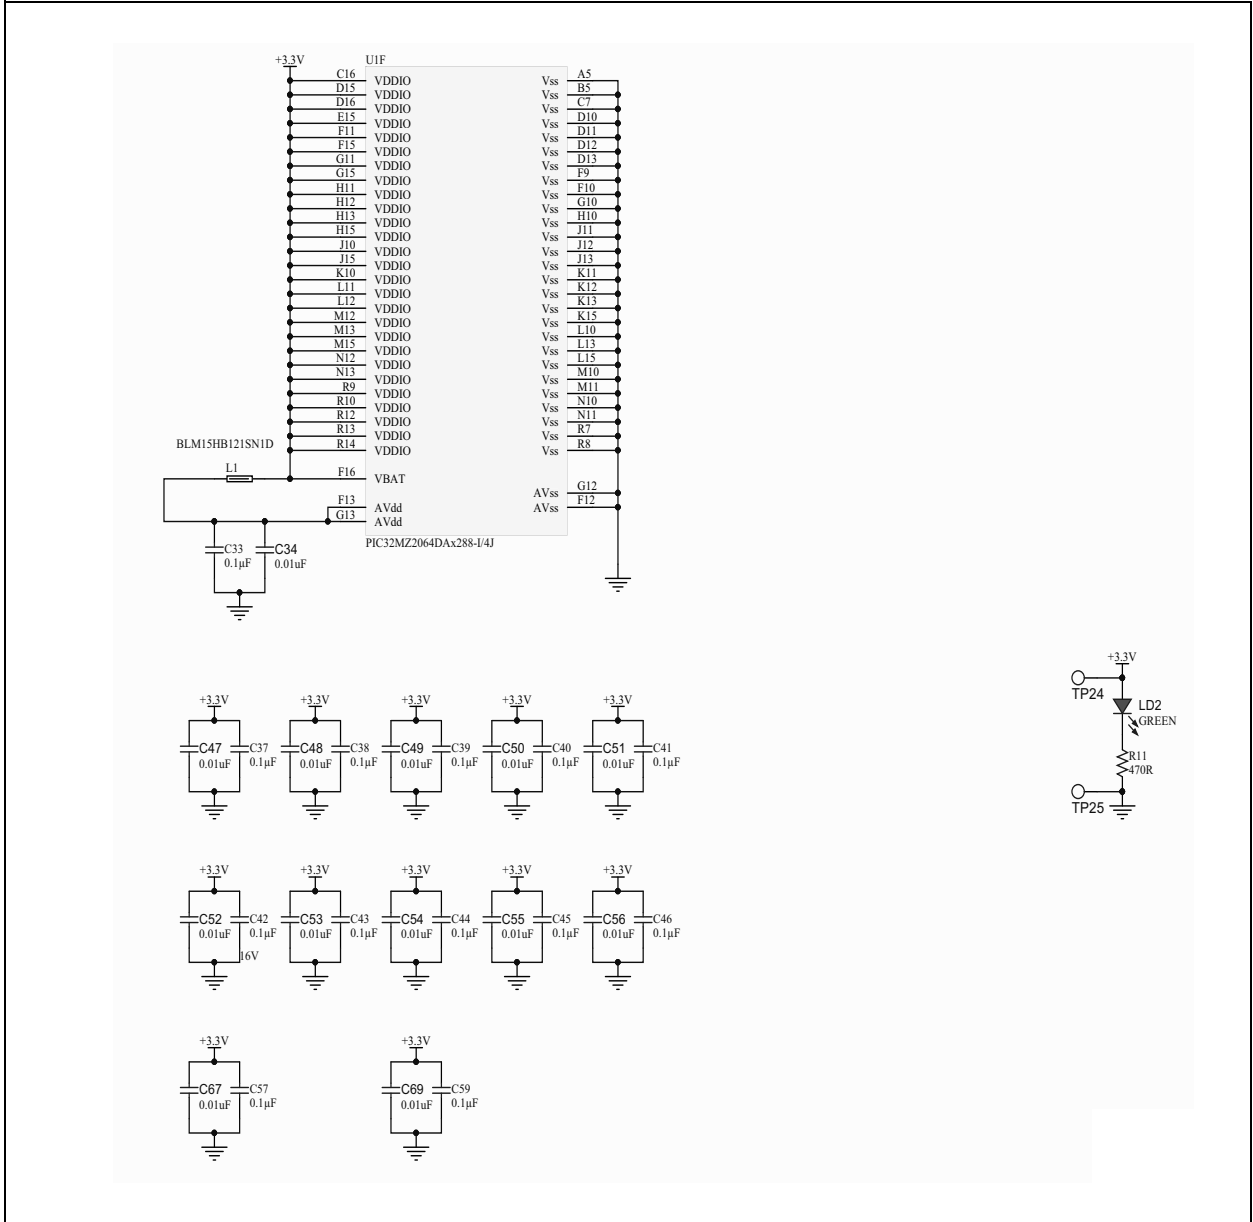 +3.3V U1F
C16 VDDIO Vss A5
D15 VDDIO Vss B5
D16 VDDIO Vss C7
E15 VDDIO Vss D10
F11 VDDIO Vss D11
F15 VDDIO Vss D12
G11 VDDIO Vss D13
G15 VDDIO Vss F9
H11 VDDIO Vss F10
H12 VDDIO Vss G10
H13 VDDIO Vss H10
H15 VDDIO Vss J11
J10 VDDIO Vss J12
J15 VDDIO Vss J13
K10 VDDIO Vss K11
L11 VDDIO Vss K12
L12 VDDIO Vss K13
M12 VDDIO Vss K15
M13 VDDIO Vss L10
M15 VDDIO Vss L13
N12 VDDIO Vss L15
N13 VDDIO Vss M10
R9 VDDIO Vss M11
R10 VDDIO Vss N10
R12 VDDIO Vss N11
R13 VDDIO Vss R7
R14 VDDIO Vss R8
BLM15HB121SN1D
L1 F16 VBAT
AVss G12
F13 AVdd AVss F12
G13 AVdd
PIC32MZ2064DAx288-I/4J
C33 C34
0.1µF 0.01uF
+3.3V
TP24
LD2
GREEN
R11
470R
TP25
+3.3V +3.3V +3.3V +3.3V +3.3V
C47 C37 C48 C38 C49 C39 C50 C40 C51 C41
0.01uF 0.1µF 0.01uF 0.1µF 0.01uF 0.1µF 0.01uF 0.1µF 0.01uF 0.1µF
+3.3V +3.3V +3.3V +3.3V +3.3V
C52 C42 C53 C43 C54 C44 C55 C45 C56 C46
0.01uF 0.1µF 0.01uF 0.1µF 0.01uF 0.1µF 0.01uF 0.1µF 0.01uF 0.1µF
16V
+3.3V +3.3V
C67 C57 C69 C59
0.01uF 0.1µF 0.01uF 0.1µF